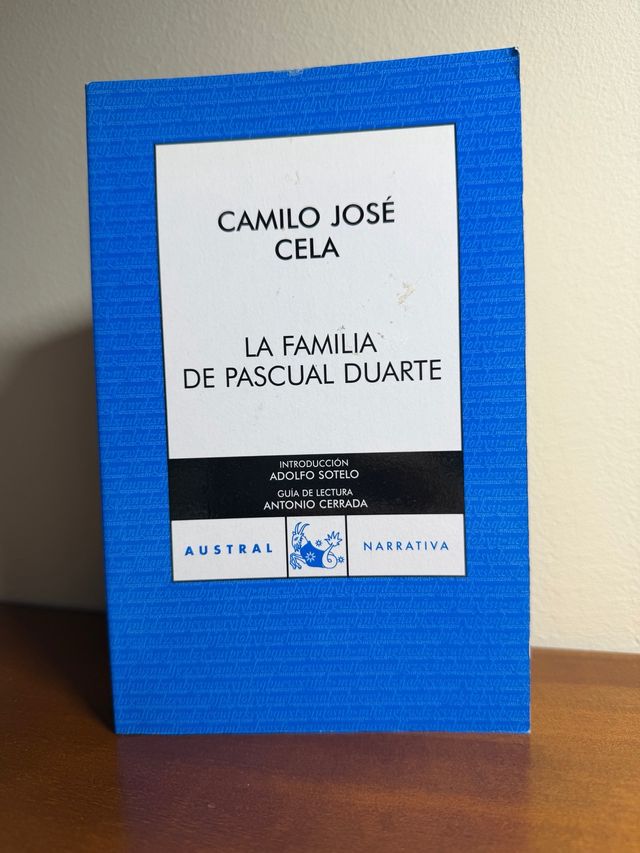 CAMILO JOSÉ
CELA
LA FAMILIA
DE PASCUAL DUARTE
INTRODUCCIÓN
ADOLFO SOTELO
GUÍA DE LECTURA
ANTONIO CERRADA
AUSTRAL
NARRATIVA